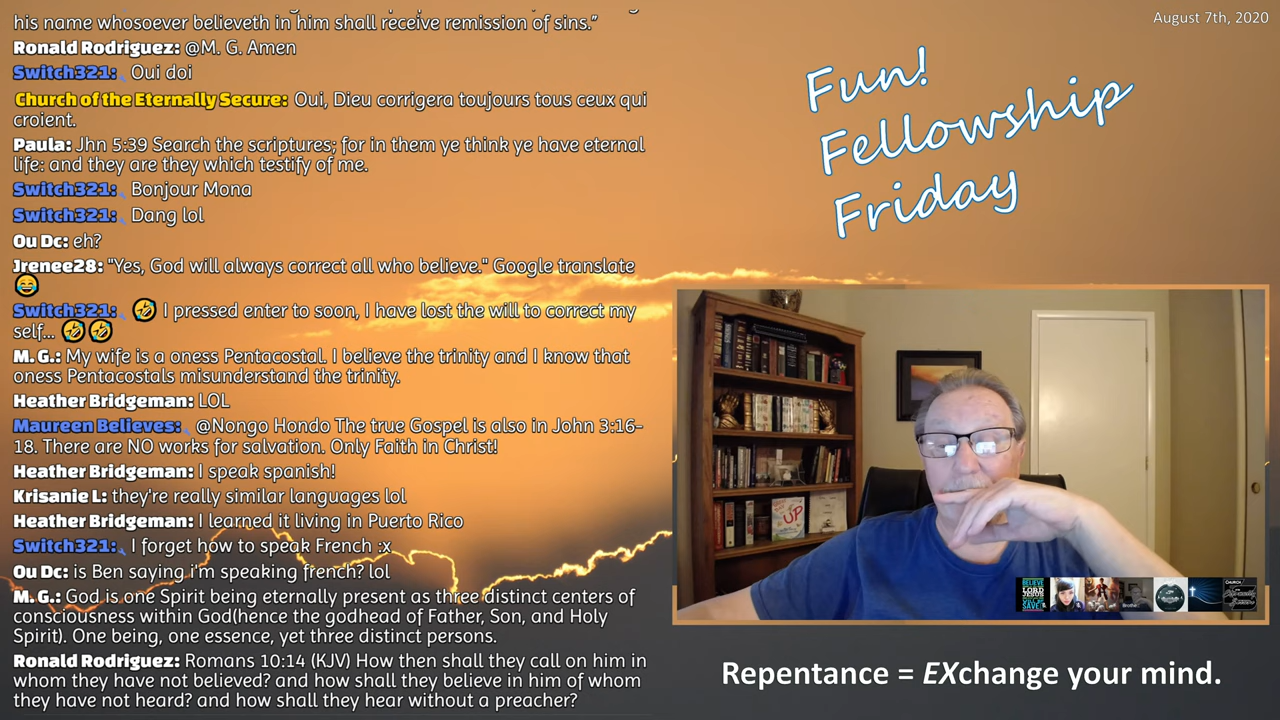 his name whosoever believeth in him shall receive remission of sins.”
Ronald Rodriguez: @M. G. Amen
Switch321: Oui doi
Church of the Eternally Secure: Oui, Dieu corrigera toujours tous ceux qui
croient.
Paula: Jhn 5:39 Search the scriptures; for in them ye think ye have eternal
life: and they are they which testify of me.
Switch321: Bonjour Mona
Switch321: Dang lol
Ou Dc: eh?
Jrenee28: "Yes, God will always correct all who believe." Google translate
😂
Switch321: 🤣 I pressed enter to soon, I have lost the will to correct my
self... 🤣🤣
M. G.: My wife is a oness Pentacostal. I believe the trinity and I know that
oness Pentacostals misunderstand the trinity.
Heather Bridgeman: LOL
Maureen Believes: @Nongo Hondo The true Gospel is also in John 3:16-
18. There are NO works for salvation. Only Faith in Christ!
Heather Bridgeman: I speak spanish!
Krisanie L: they're really similar languages lol
Heather Bridgeman: I learned it living in Puerto Rico
Switch321: I forget how to speak French :x
Ou Dc: is Ben saying i'm speaking french? lol
M. G.: God is one Spirit being eternally present as three distinct centers of
consciousness within God(hence the godhead of Father, Son, and Holy
Spirit). One being, one essence, yet three distinct persons.
Ronald Rodriguez: Romans 10:14 (KJV) How then shall they call on him in
whom they have not believed? and how shall they believe in him of whom
they have not heard? and how shall they hear without a preacher?
August 7th, 2020
Fun!
Fellowship
Friday
UP
BELIEVE
LORD
JESUS
SAVE
Brothe
CHURCH
Repentance = EXchange your mind.